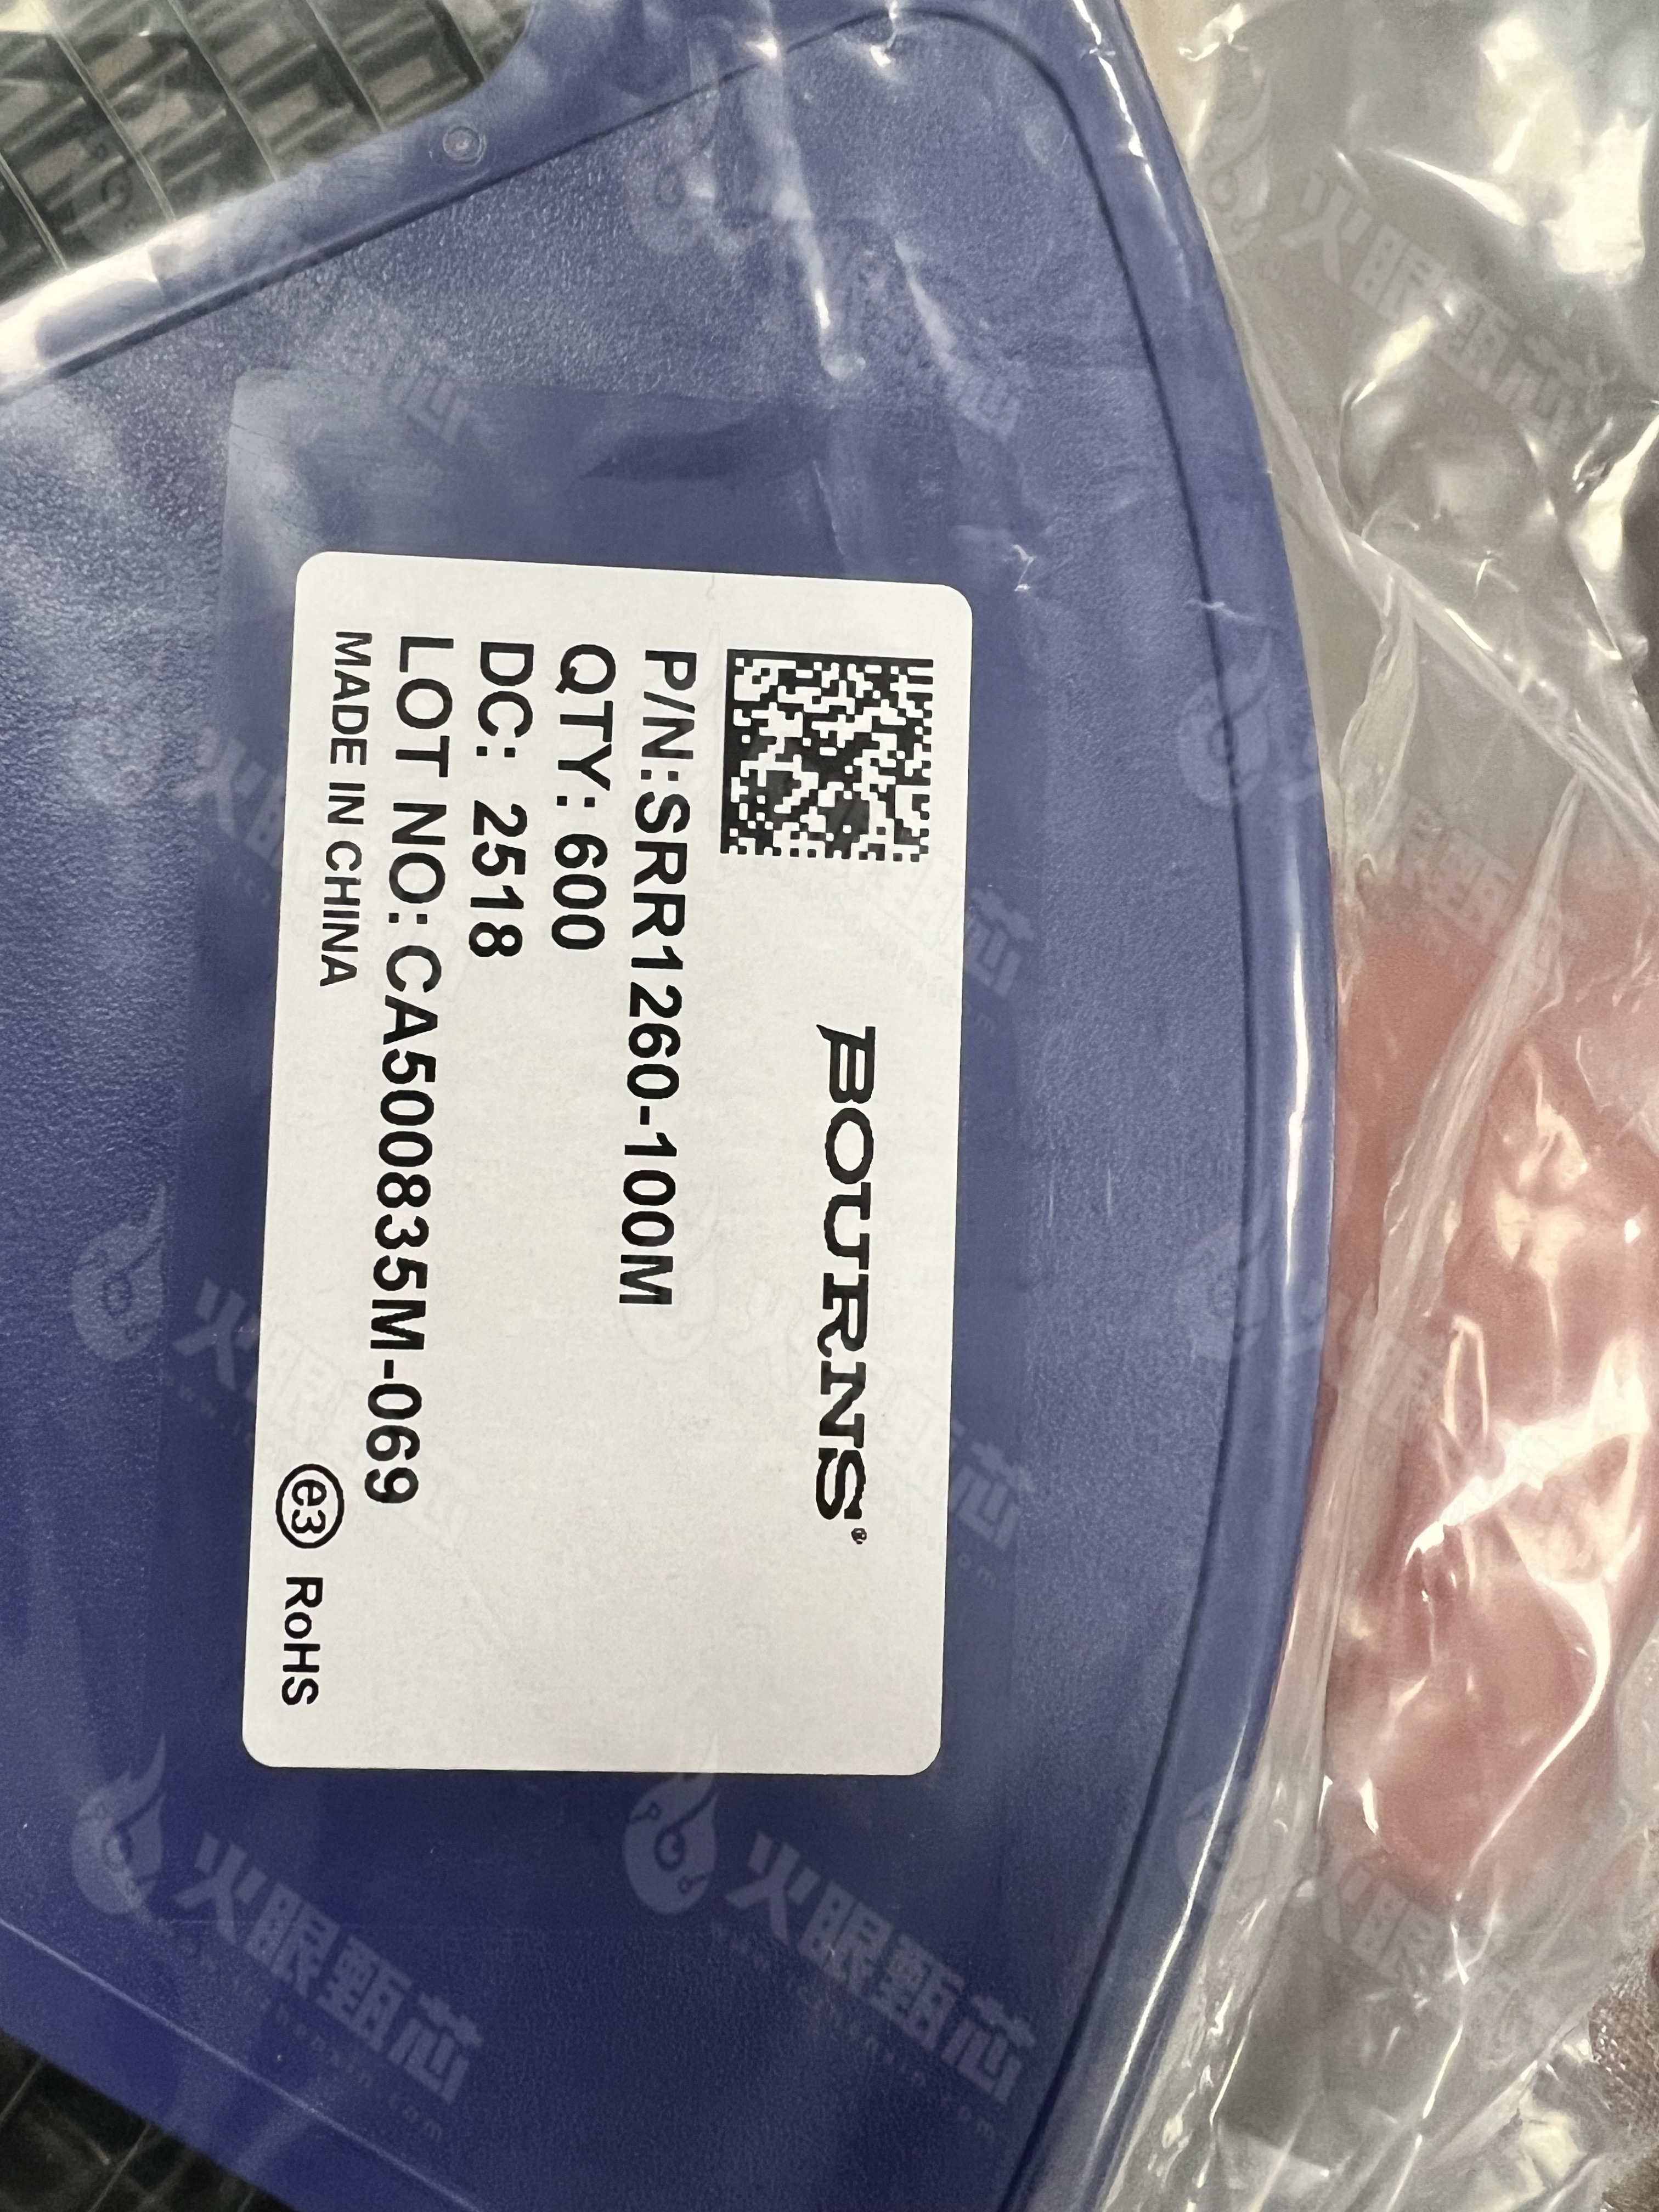 BOURNS®
P/N:SRR1260-100M
QTY: 600
DC: 2518
LOT NO: CA500835M-069
MADE IN CHINA
e3 RoHS
火眼甄芯